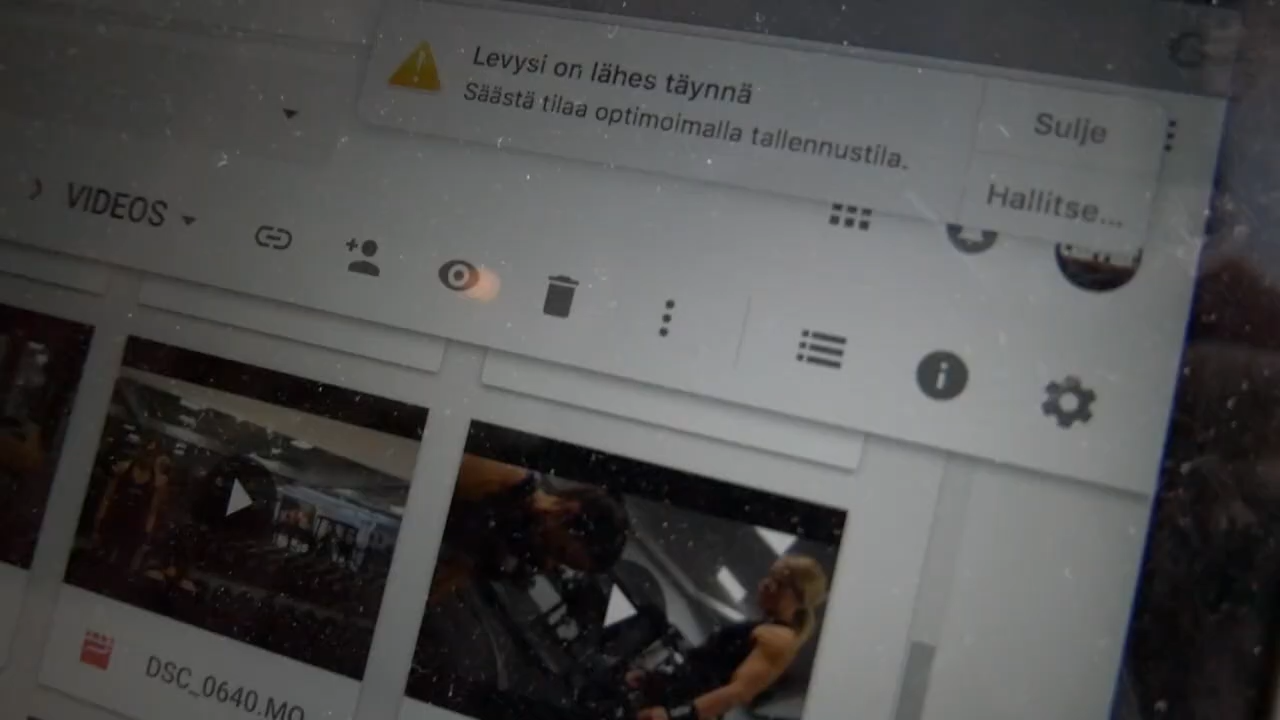 Levysi on lähes täynnä
Säästä tilaa optimoimalla tallennustila.
Sulje
Hallitse...
VIDEOS
DSC_0640.MO